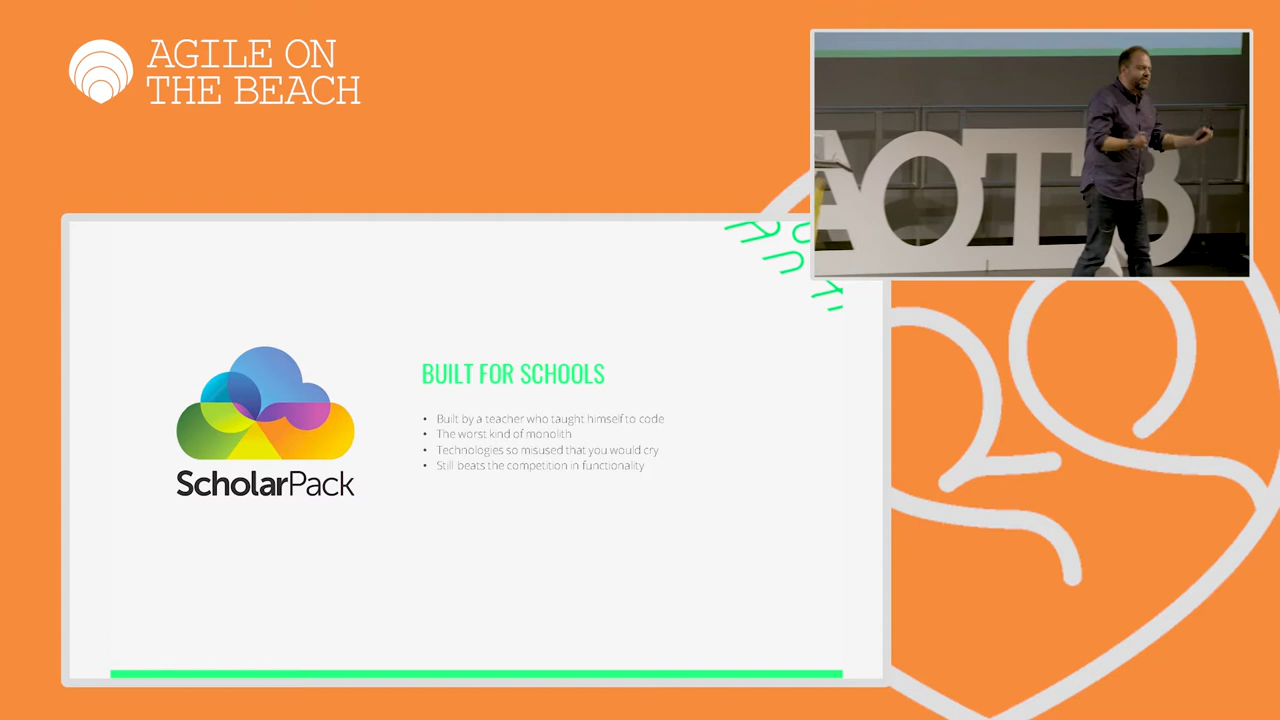 AGILE ON
THE BEACH
AOTB
BUILT FOR SCHOOLS
• Built by a teacher who taught himself to code
• The worst kind of monolith
• Technologies so misused that you would cry
• Still beats the competition in functionality
ScholarPack